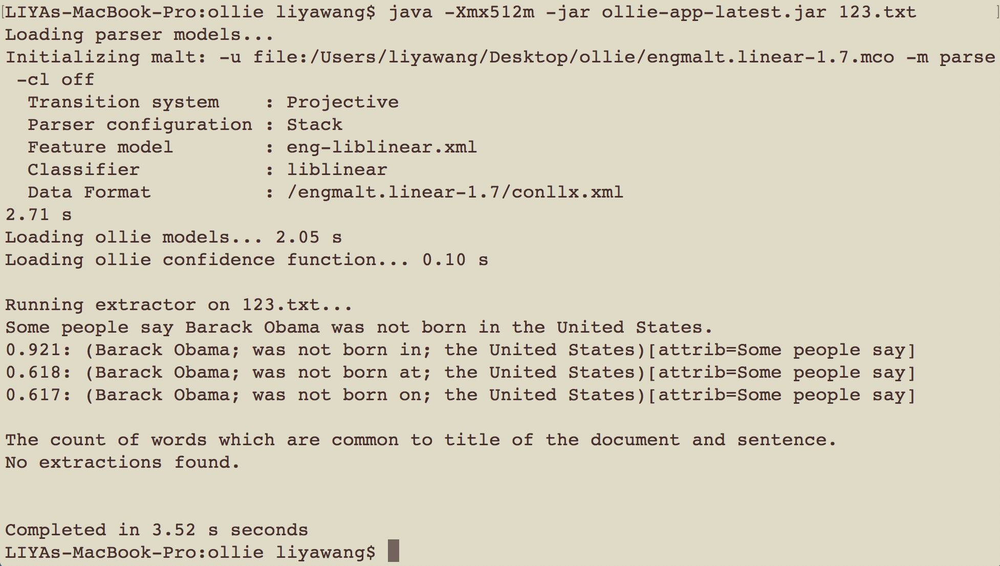 [LIYAs-MacBook-Pro:ollie liyawang$ java -Xmx512m -jar ollie-app-latest.jar 123.txt ]
Loading parser models...
Initializing malt: -u file:/Users/liyawang/Desktop/ollie/engmalt.linear-1.7.mco -m parse
 -cl off
  Transition system    : Projective
  Parser configuration : Stack
  Feature model        : eng-liblinear.xml
  Classifier           : liblinear
  Data Format          : /engmalt.linear-1.7/conllx.xml
2.71 s
Loading ollie models... 2.05 s
Loading ollie confidence function... 0.10 s

Running extractor on 123.txt...
Some people say Barack Obama was not born in the United States.
0.921: (Barack Obama; was not born in; the United States)[attrib=Some people say]
0.618: (Barack Obama; was not born at; the United States)[attrib=Some people say]
0.617: (Barack Obama; was not born on; the United States)[attrib=Some people say]

The count of words which are common to title of the document and sentence.
No extractions found.

Completed in 3.52 s seconds
LIYAs-MacBook-Pro:ollie liyawang$